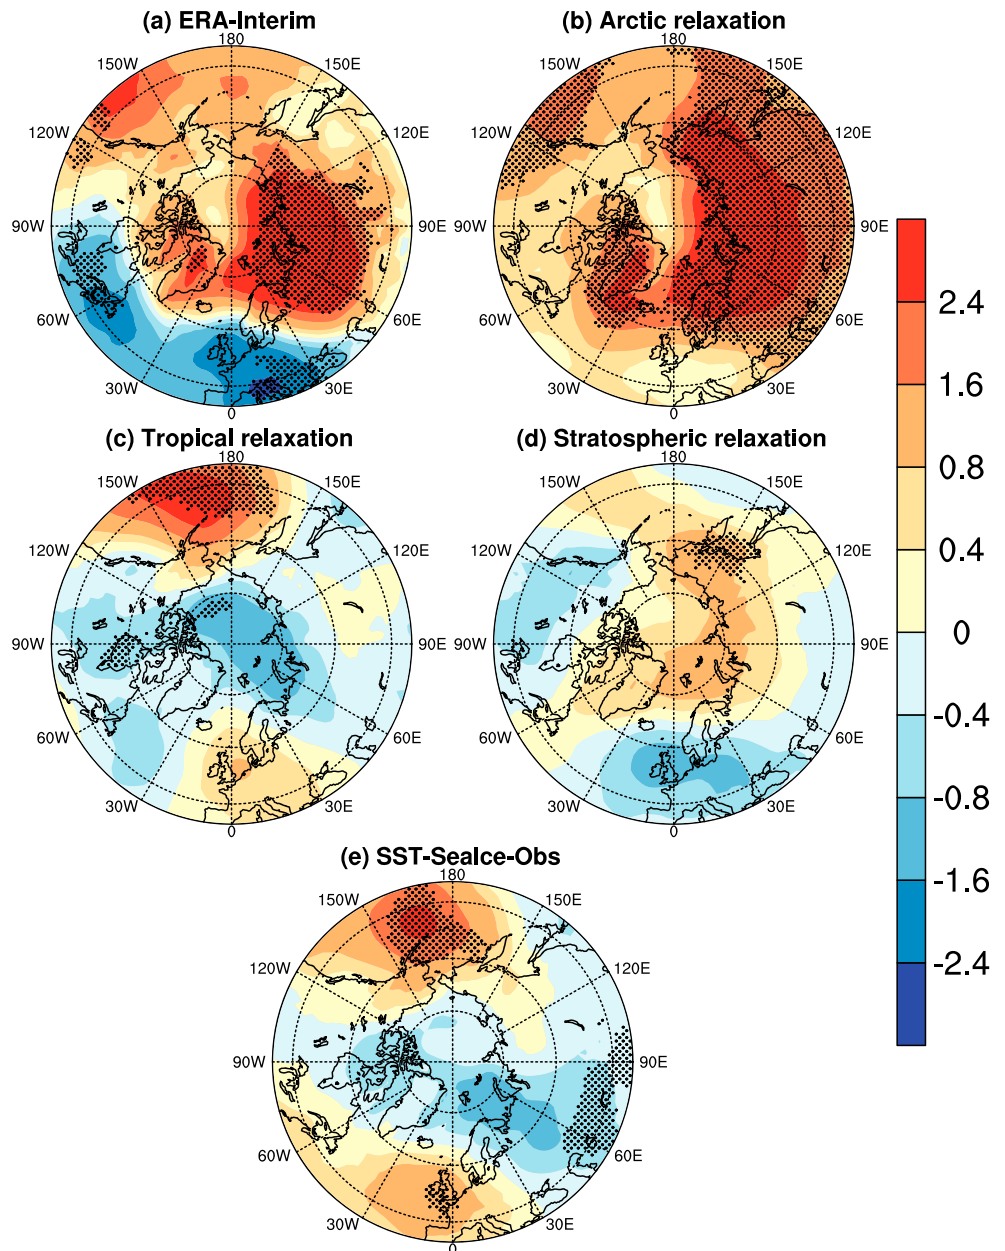 (a) ERA-Interim
(b) Arctic relaxation
180
150W
150E
120W
120E
90W
90E
60W
60E
30W
30E
0
180
150W
150E
120W
120E
90W
90E
60W
60E
30W
30E
0
(c) Tropical relaxation
(d) Stratospheric relaxation
180
150W
150E
120W
120E
90W
90E
60W
60E
30W
30E
0
180
150W
150E
120W
120E
90W
90E
60W
60E
30W
30E
0
(e) SST-SeaIce-Obs
180
150W
150E
120W
120E
90W
90E
60W
60E
30W
30E
0
2.4
1.6
0.8
0.4
0
-0.4
-0.8
-1.6
-2.4